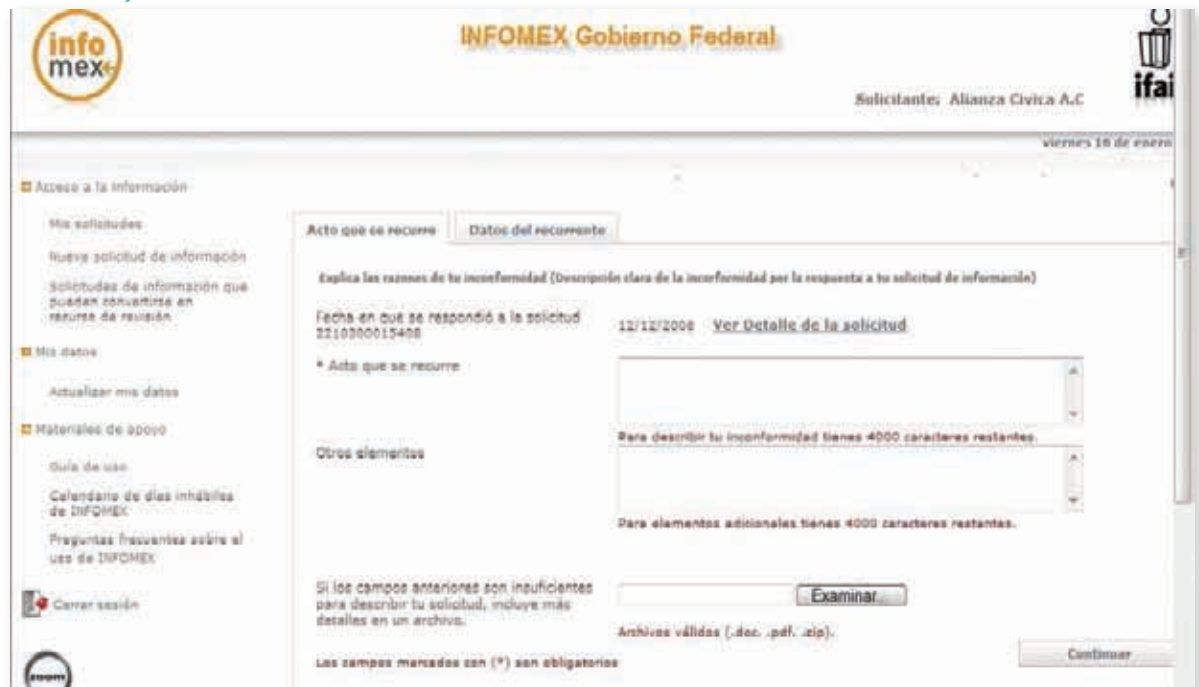 info
mex
INFOMEX Gobierno Federal
ifai
Solicitante: Alianza Civica A.C
viernes 16 de enero
Acceso a la información
Mis solicitudes
Nueva solicitud de información
Solicitudes de información que
puedan convertirse en
recurso de revisión
Mis datos
Actualizar mis datos
Materiales de apoyo
Guía de uso
Calendario de días inhábiles
de INFOMEX
Preguntas frecuentes sobre el
uso de INFOMEX
Cerrar sesión
zoom
Acto que se recurre
Datos del recurrente
Explica las razones de tu inconformidad (Descripción clara de la inconformidad por la respuesta a tu solicitud de información)
Fecha en que se respondió a la solicitud
2210300015408
12/12/2008 Ver Detalle de la solicitud
* Acto que se recurre
Para describir tu inconformidad tienes 4000 caracteres restantes.
Otros elementos
Para elementos adicionales tienes 4000 caracteres restantes.
Si los campos anteriores son insuficientes
para describir tu solicitud, incluye más
detalles en un archivo.
Examinar...
Archivos válidos (.doc. .pdf. .zip).
Los campos marcados con (*) son obligatorios
Continuar